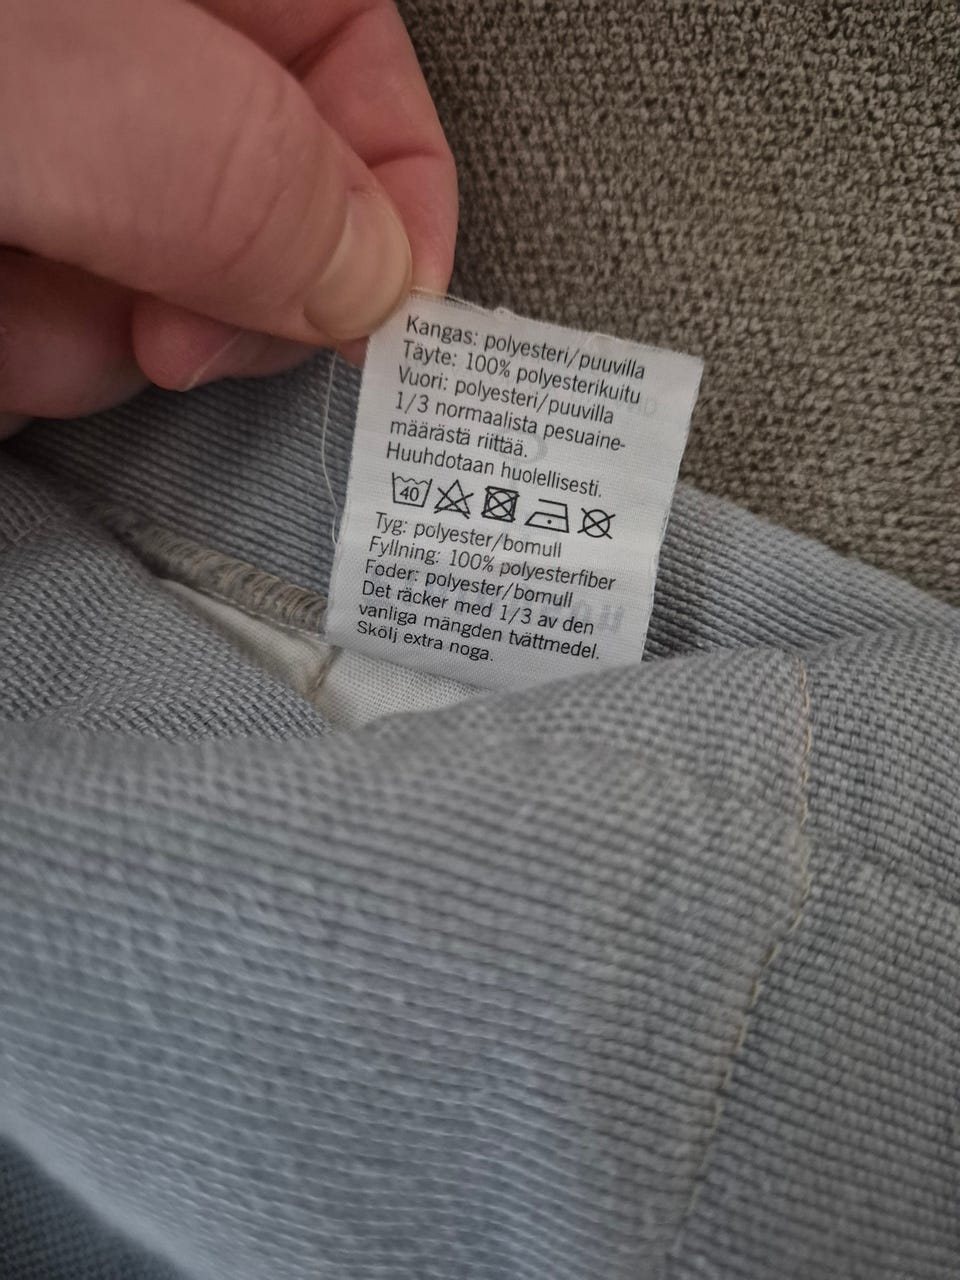 Kangas: polyesteri/puuvilla
Täyte: 100% polyesterikuitu
Vuori: polyesteri/puuvilla
1/3 normaalista pesuaine-
määrästä riittää.
Huuhdotaan huolellisesti.
40
Tyg: polyester/bomull
Fyllning: 100% polyesterfiber
Foder: polyester/bomull
Det räcker med 1/3 av den
vanliga mängden tvättmedel.
Skölj extra noga.